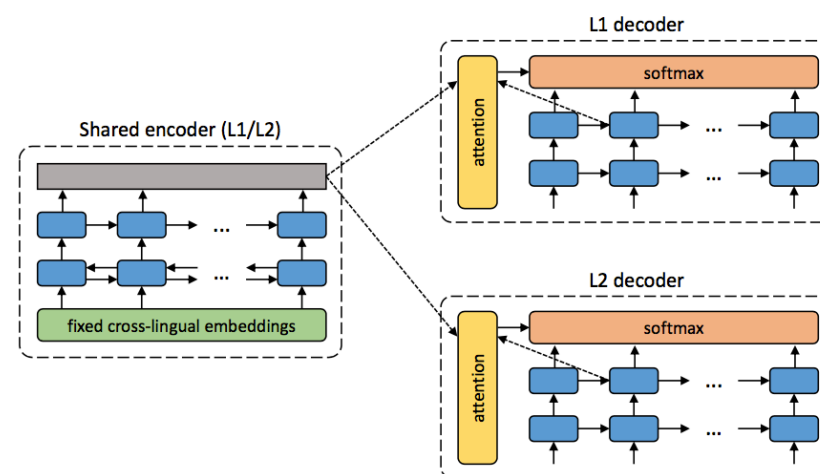 L1 decoder
softmax
attention
...
...
Shared encoder (L1/L2)
...
...
fixed cross-lingual embeddings
L2 decoder
softmax
attention
...
...